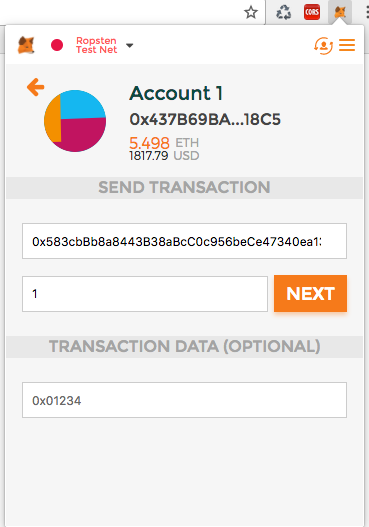 CORS
Ropsten
Test Net
Account 1
0x437B69BA...18C5
5.498 ETH
1817.79 USD
SEND TRANSACTION
0x583cbBb8a8443B38aBcC0c956beCe47340ea1
1
NEXT
TRANSACTION DATA (OPTIONAL)
0x01234